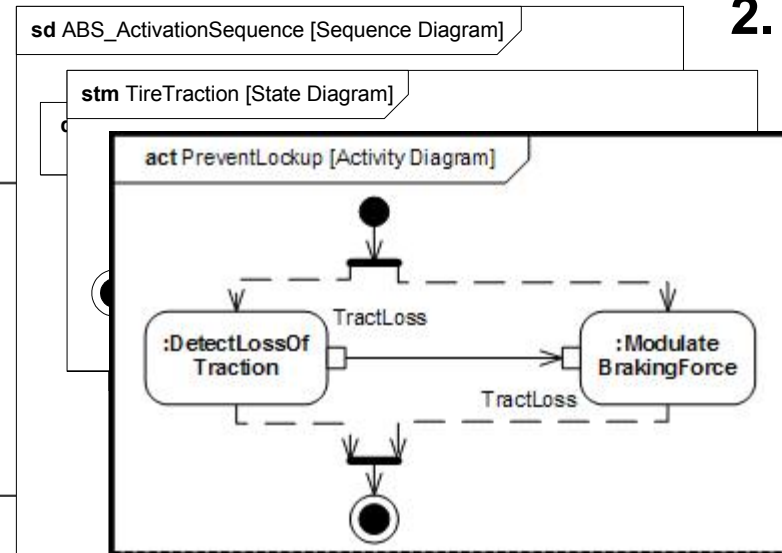 2.
sd ABS_ActivationSequence [Sequence Diagram]
stm TireTraction [State Diagram]
act PreventLockup [Activity Diagram]
TractLoss
:DetectLossOf
Traction
:Modulate
BrakingForce
TractLoss